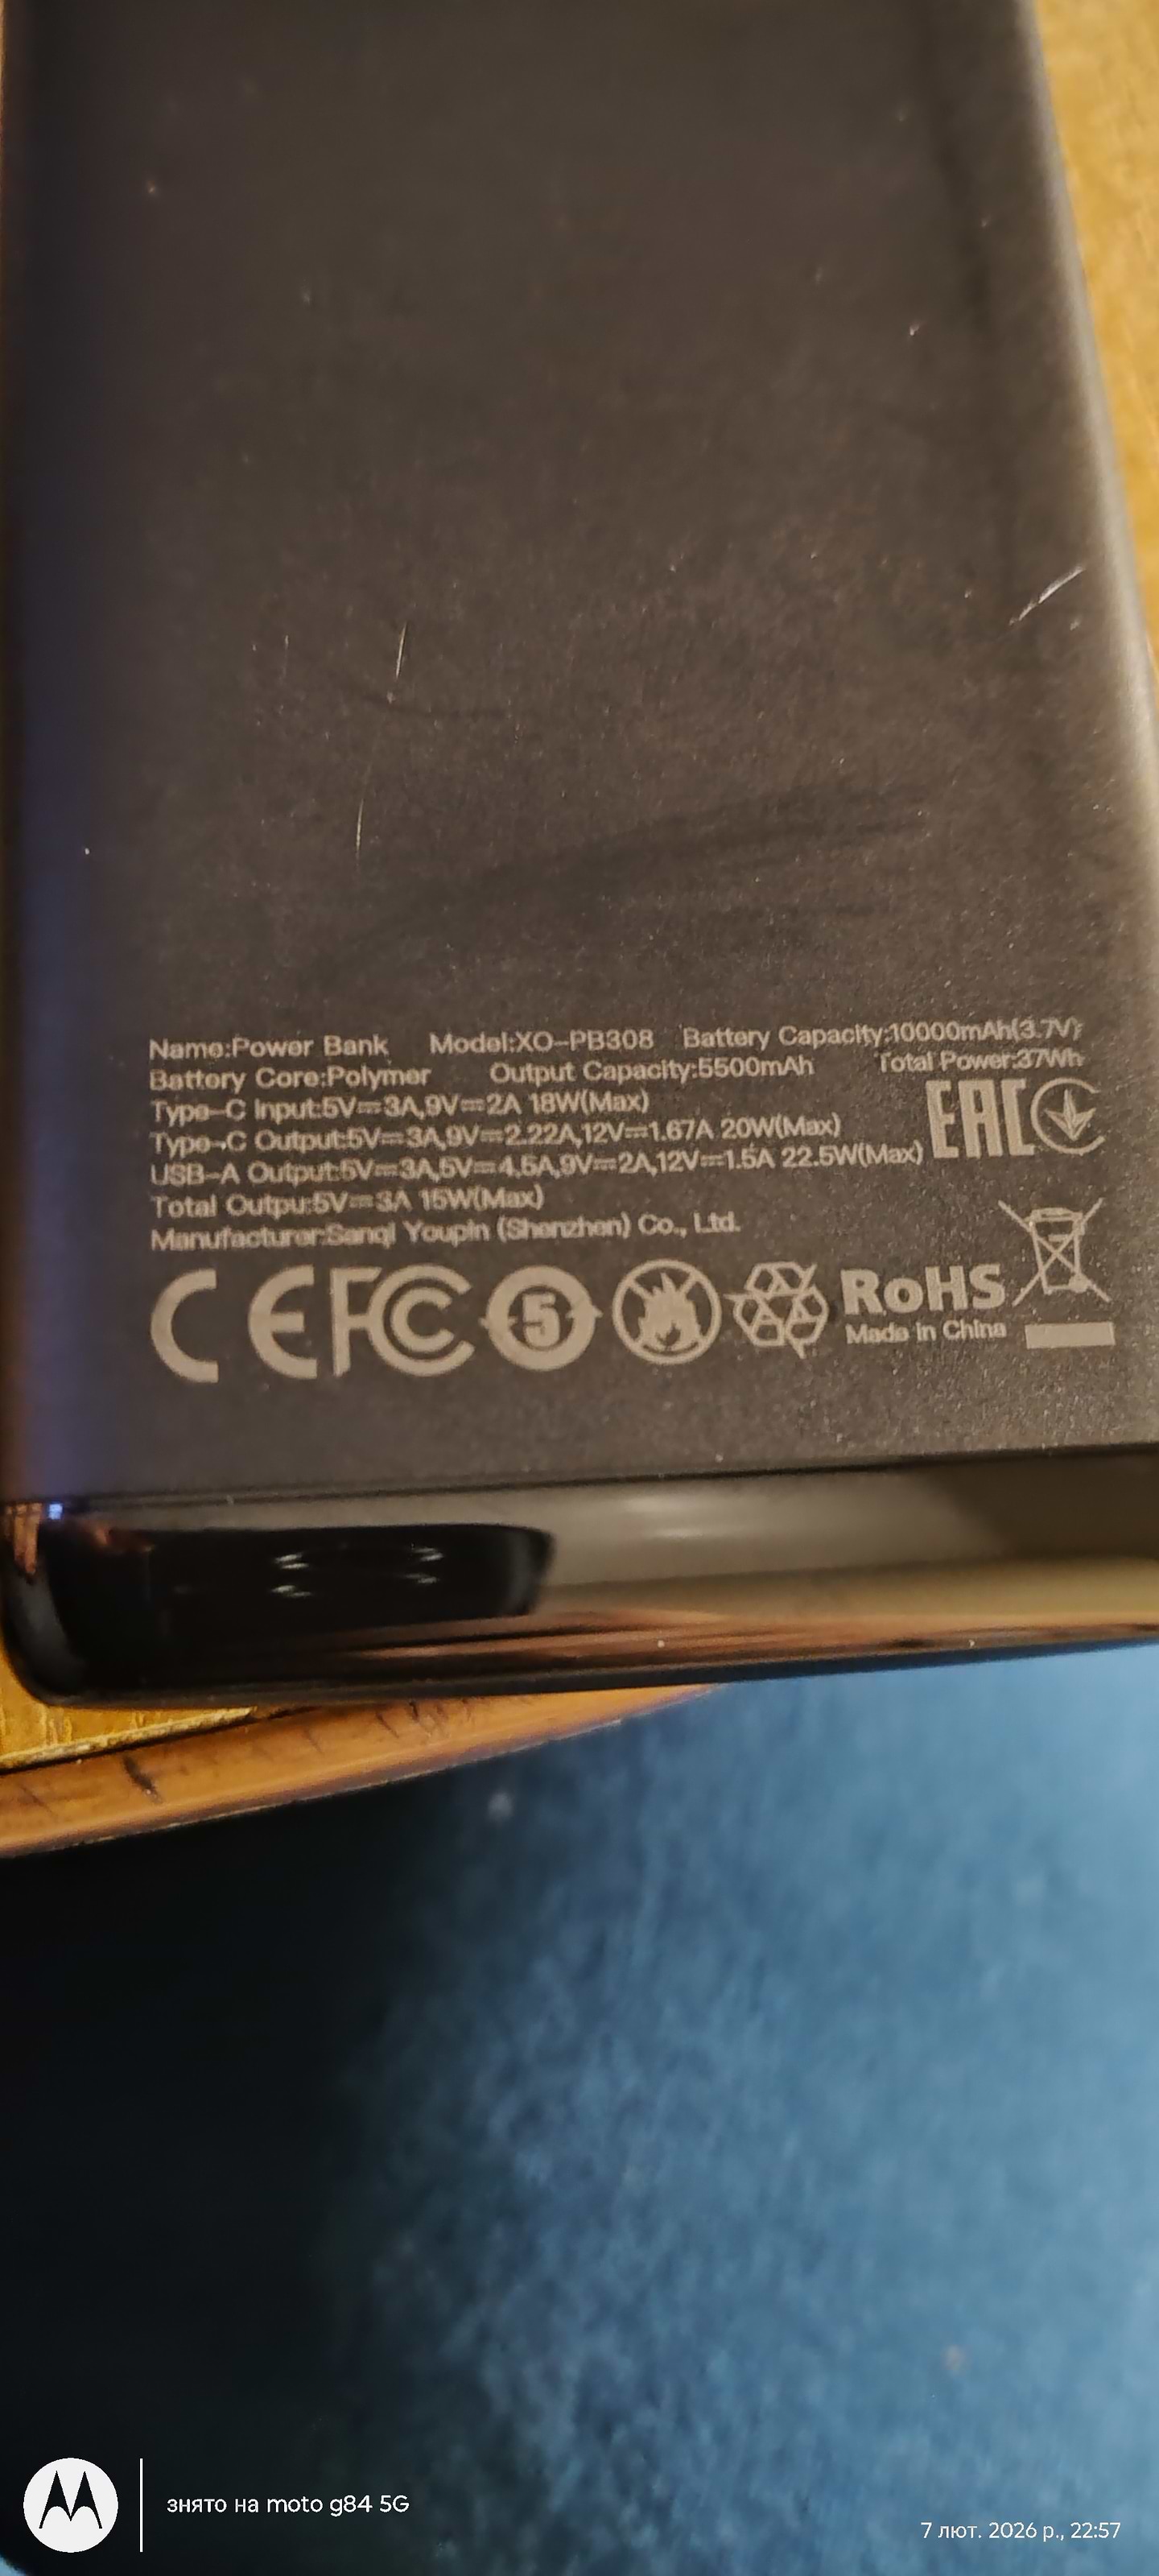 Name:Power Bank Model:XO-PB308 Battery Capacity:10000mAh(3.7V)
Battery Core:Polymer Output Capacity:5500mAh Total Power:37Wh
Type-C Input:5V⎓3A,9V⎓2A 18W(Max)
Type-C Output:5V⎓3A,9V⎓2.22A,12V⎓1.67A 20W(Max)
USB-A Output:5V⎓3A,5V⎓4.5A,9V⎓2A,12V⎓1.5A 22.5W(Max)
Total Outpu:5V⎓3A 15W(Max)
Manufacturer:Sanqi Youpin (Shenzhen) Co., Ltd.
EAC
CE FC 5 RoHS
Made in China
знято на moto g84 5G
7 лют. 2026 р., 22:57